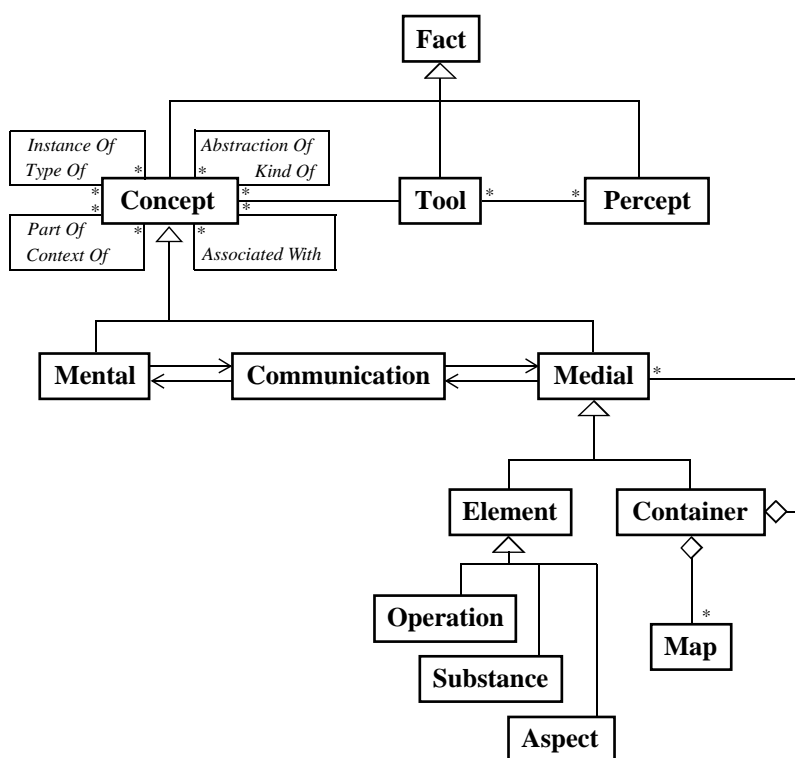 Fact
Instance Of
Type Of
*
*
Abstraction Of
Kind Of
*
*
Concept
Tool
*
*
Percept
*
*
Part Of
Context Of
*
*
Associated With
Mental
Communication
Medial
*
Element
Container
Operation
*
Map
Substance
Aspect